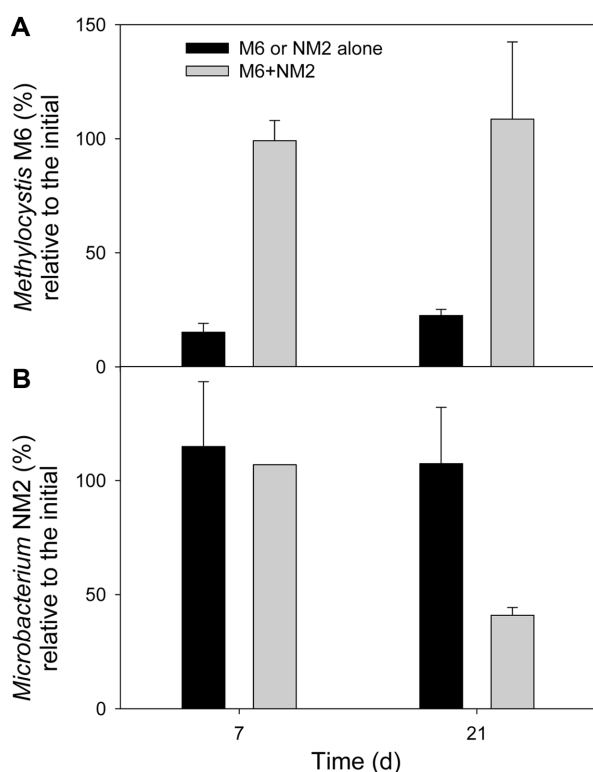 A
150
M6 or NM2 alone
M6+NM2
100
50
0
Methylocystis M6 (%)
relative to the initial
B
100
50
0
Microbacterium NM2 (%)
relative to the initial
7
21
Time (d)